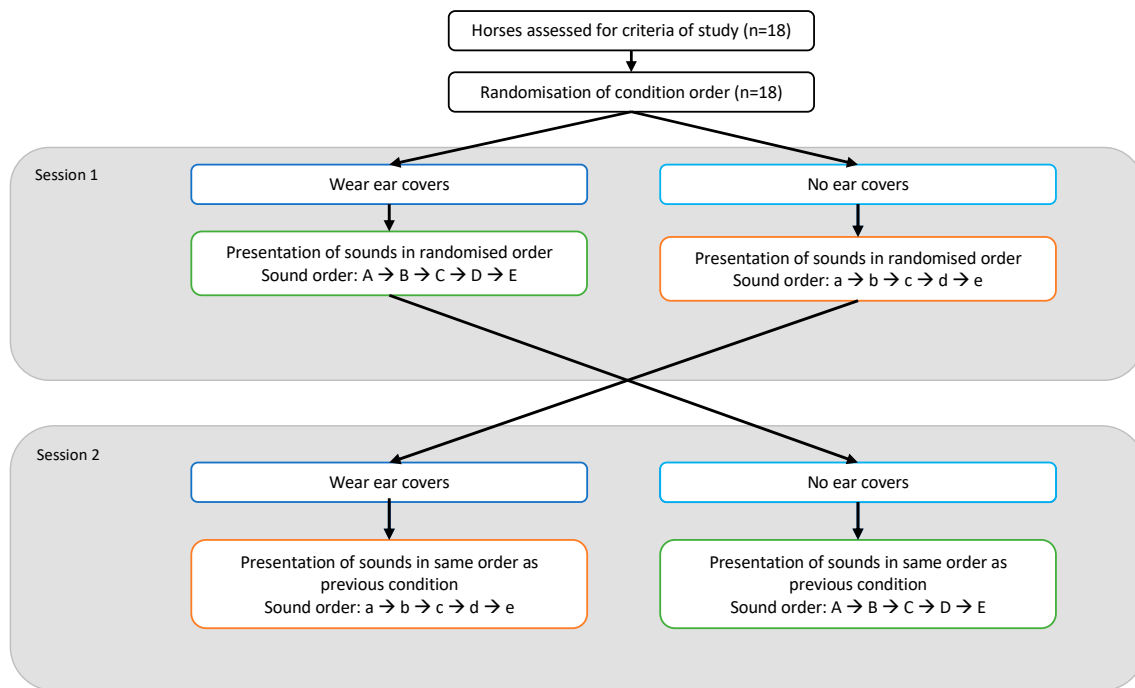 Horses assessed for criteria of study (n=18)
Randomisation of condition order (n=18)
Session 1
Wear ear covers
No ear covers
Presentation of sounds in randomised order
Sound order: A → B → C → D → E
Presentation of sounds in randomised order
Sound order: a → b → c → d → e
Session 2
Wear ear covers
No ear covers
Presentation of sounds in same order as
previous condition
Sound order: a → b → c → d → e
Presentation of sounds in same order as
previous condition
Sound order: A → B → C → D → E